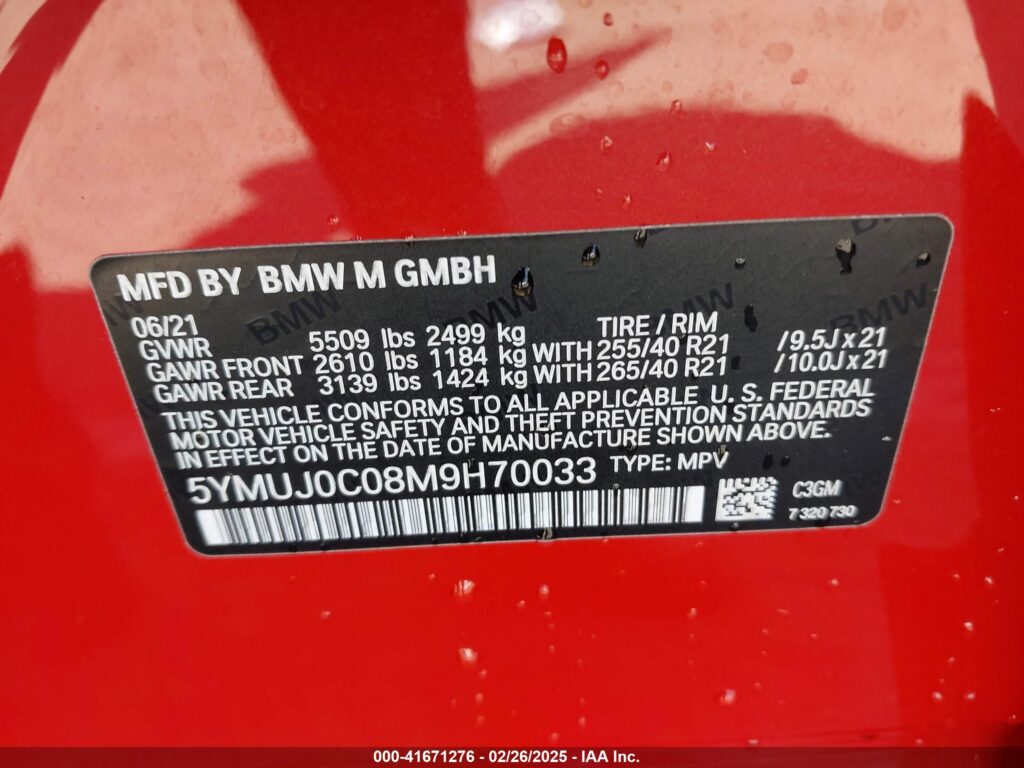 MFD BY BMW M GMBH
06/21
GVWR 5509 lbs 2499 kg TIRE / RIM
GAWR FRONT 2610 lbs 1184 kg WITH 255/40 R21 /9.5J x 21
GAWR REAR 3139 lbs 1424 kg WITH 265/40 R21 /10.0J x 21
THIS VEHICLE CONFORMS TO ALL APPLICABLE U. S. FEDERAL
MOTOR VEHICLE SAFETY AND THEFT PREVENTION STANDARDS
IN EFFECT ON THE DATE OF MANUFACTURE SHOWN ABOVE.
5YMUJ0C08M9H70033 TYPE: MPV
C3GM
7 320 730
000-41671276 - 02/26/2025 - IAA Inc.